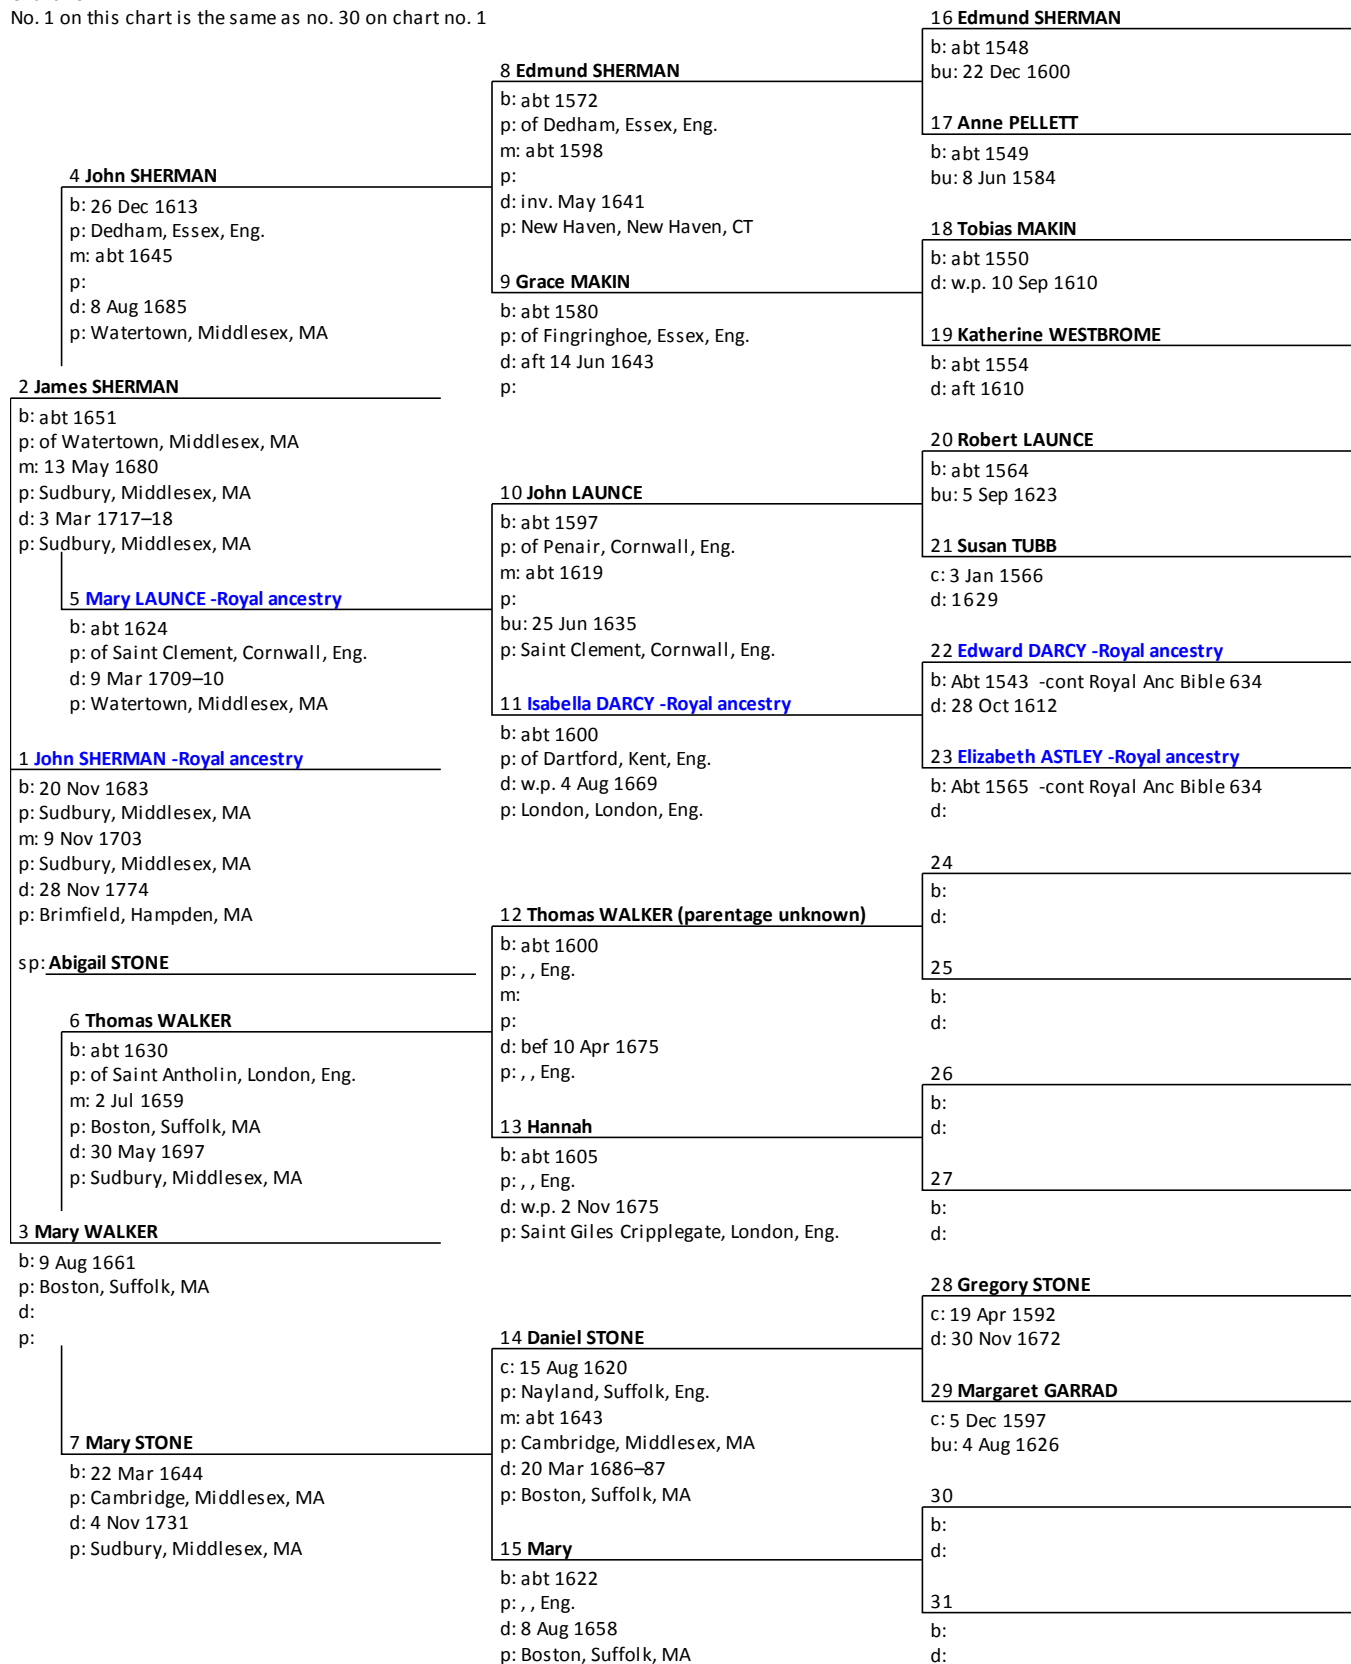 No. 1 on this chart is the same as no. 30 on chart no. 1
16 Edmund SHERMAN
b: abt 1548
bu: 22 Dec 1600
8 Edmund SHERMAN
b: abt 1572
p: of Dedham, Essex, Eng.
m: abt 1598
p:
d: inv. May 1641
p: New Haven, New Haven, CT
17 Anne PELLETT
b: abt 1549
bu: 8 Jun 1584
4 John SHERMAN
b: 26 Dec 1613
p: Dedham, Essex, Eng.
m: abt 1645
p:
d: 8 Aug 1685
p: Watertown, Middlesex, MA
18 Tobias MAKIN
b: abt 1550
d: w.p. 10 Sep 1610
9 Grace MAKIN
b: abt 1580
p: of Fingringhoe, Essex, Eng.
d: aft 14 Jun 1643
p:
19 Katherine WESTBROME
b: abt 1554
d: aft 1610
2 James SHERMAN
b: abt 1651
p: of Watertown, Middlesex, MA
m: 13 May 1680
p: Sudbury, Middlesex, MA
d: 3 Mar 1717–18
p: Sudbury, Middlesex, MA
20 Robert LAUNCE
b: abt 1564
bu: 5 Sep 1623
10 John LAUNCE
b: abt 1597
p: of Penair, Cornwall, Eng.
m: abt 1619
p:
bu: 25 Jun 1635
p: Saint Clement, Cornwall, Eng.
21 Susan TUBB
c: 3 Jan 1566
d: 1629
5 Mary LAUNCE -Royal ancestry
b: abt 1624
p: of Saint Clement, Cornwall, Eng.
d: 9 Mar 1709–10
p: Watertown, Middlesex, MA
22 Edward DARCY -Royal ancestry
b: Abt 1543 -cont Royal Anc Bible 634
d: 28 Oct 1612
11 Isabella DARCY -Royal ancestry
b: abt 1600
p: of Dartford, Kent, Eng.
d: w.p. 4 Aug 1669
p: London, London, Eng.
23 Elizabeth ASTLEY -Royal ancestry
b: Abt 1565 -cont Royal Anc Bible 634
d:
1 John SHERMAN -Royal ancestry
b: 20 Nov 1683
p: Sudbury, Middlesex, MA
m: 9 Nov 1703
p: Sudbury, Middlesex, MA
d: 28 Nov 1774
p: Brimfield, Hampden, MA
sp: Abigail STONE
24
b:
d:
12 Thomas WALKER (parentage unknown)
b: abt 1600
p: , , Eng.
m:
p:
d: bef 10 Apr 1675
p: , , Eng.
25
b:
d:
6 Thomas WALKER
b: abt 1630
p: of Saint Antholin, London, Eng.
m: 2 Jul 1659
p: Boston, Suffolk, MA
d: 30 May 1697
p: Sudbury, Middlesex, MA
26
b:
d:
13 Hannah
b: abt 1605
p: , , Eng.
d: w.p. 2 Nov 1675
p: Saint Giles Cripplegate, London, Eng.
27
b:
d:
3 Mary WALKER
b: 9 Aug 1661
p: Boston, Suffolk, MA
d:
p:
28 Gregory STONE
c: 19 Apr 1592
d: 30 Nov 1672
14 Daniel STONE
c: 15 Aug 1620
p: Nayland, Suffolk, Eng.
m: abt 1643
p: Cambridge, Middlesex, MA
d: 20 Mar 1686–87
p: Boston, Suffolk, MA
29 Margaret GARRAD
c: 5 Dec 1597
bu: 4 Aug 1626
7 Mary STONE
b: 22 Mar 1644
p: Cambridge, Middlesex, MA
d: 4 Nov 1731
p: Sudbury, Middlesex, MA
30
b:
d:
15 Mary
b: abt 1622
p: , , Eng.
d: 8 Aug 1658
p: Boston, Suffolk, MA
31
b:
d: